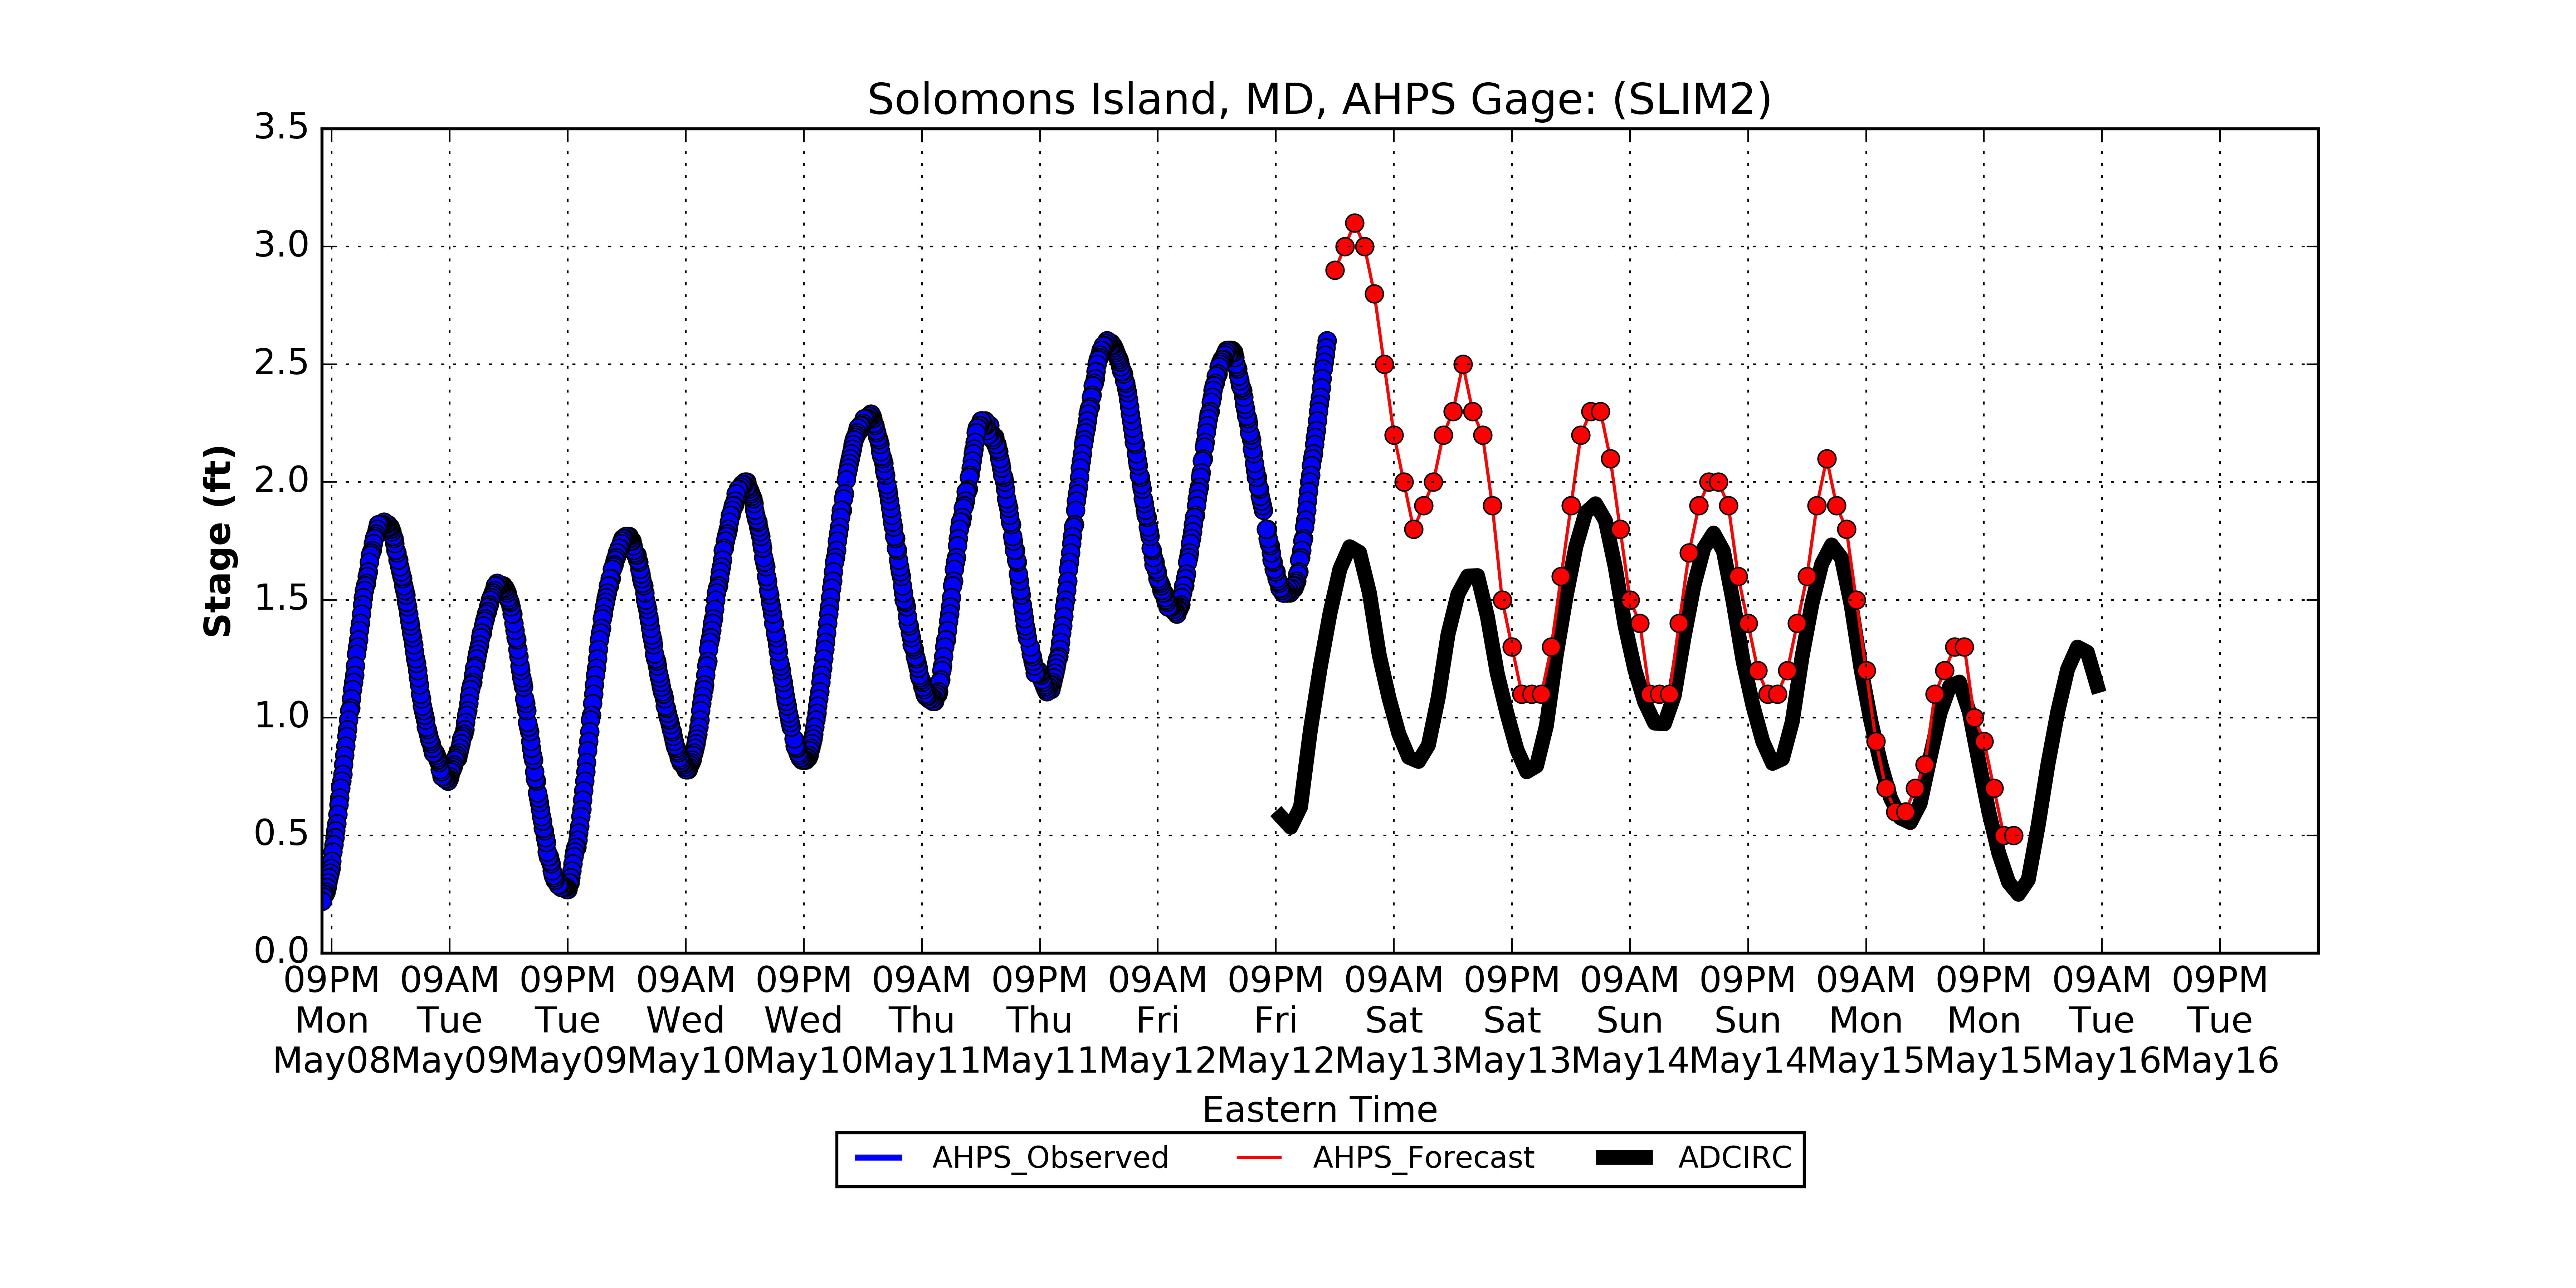 Solomons Island, MD, AHPS Gage: (SLIM2)
Stage (ft)
3.5
3.0
2.5
2.0
1.5
1.0
0.5
0.0
09PM 09AM 09PM 09AM 09PM 09AM 09PM 09AM 09PM 09AM 09PM 09AM 09PM 09AM 09PM 09AM 09PM
Mon Tue Tue Wed Wed Thu Thu Fri Fri Sat Sat Sun Sun Mon Mon Tue Tue
May08 May09 May09 May10 May10 May11 May11 May12 May12 May13 May13 May14 May14 May15 May15 May16 May16
Eastern Time
AHPS_Observed AHPS_Forecast ADCIRC